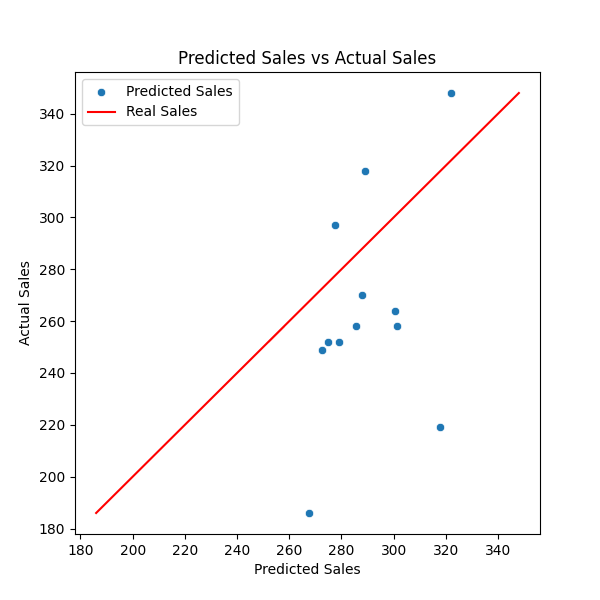 Predicted Sales vs Actual Sales
Predicted Sales
Real Sales
Actual Sales
340
320
300
280
260
240
220
200
180
180 200 220 240 260 280 300 320 340
Predicted Sales